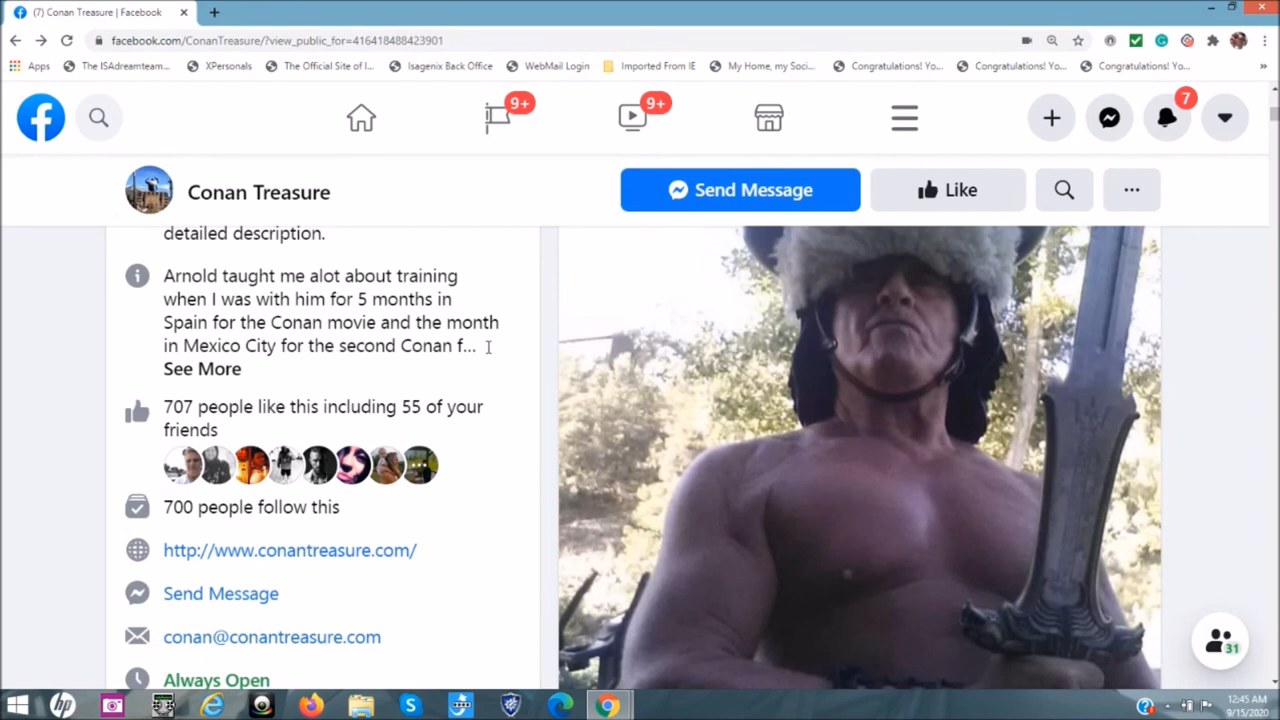 (7) Conan Treasure | Facebook
facebook.com/ConanTreasure/?view_public_for=416418488423901
Apps The ISAdreamteam... XPersonals The Official Site of I... Isagenix Back Office WebMail Login Imported From IE My Home, my Soci... Congratulations! Yo... Congratulations! Yo... Congratulations! Yo... »
9+ 9+ 7
Conan Treasure Send Message Like
detailed description.
Arnold taught me alot about training
when I was with him for 5 months in
Spain for the Conan movie and the month
in Mexico City for the second Conan f...
See More
707 people like this including 55 of your
friends
700 people follow this
http://www.conantreasure.com/
Send Message
conan@conantreasure.com
Always Open
31
12:45 AM
9/15/2020